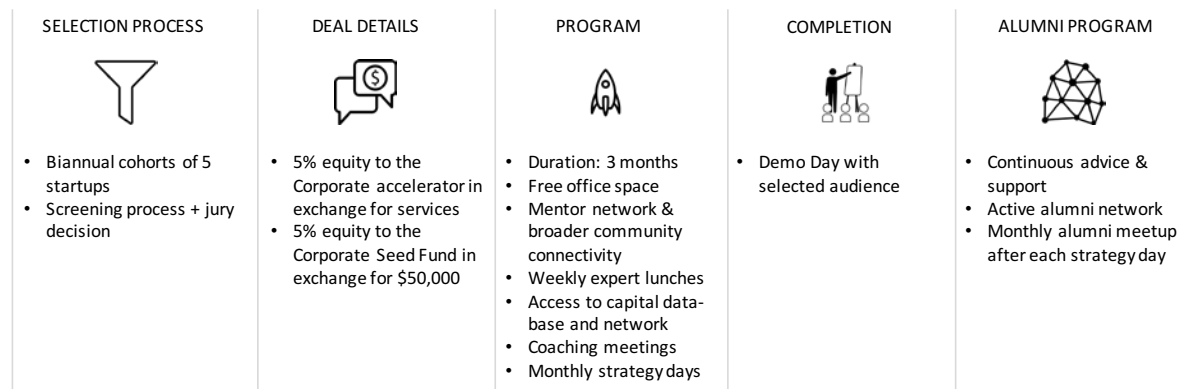 SELECTION PROCESS
• Biannual cohorts of 5
startups
• Screening process + jury
decision
DEAL DETAILS
$
• 5% equity to the
Corporate accelerator in
exchange for services
• 5% equity to the
Corporate Seed Fund in
exchange for $50,000
PROGRAM
• Duration: 3 months
• Free office space
• Mentor network &
broader community
connectivity
• Weekly expert lunches
• Access to capital data-
base and network
• Coaching meetings
• Monthly strategy days
COMPLETION
• Demo Day with
selected audience
ALUMNI PROGRAM
• Continuous advice &
support
• Active alumni network
• Monthly alumni meetup
after each strategy day